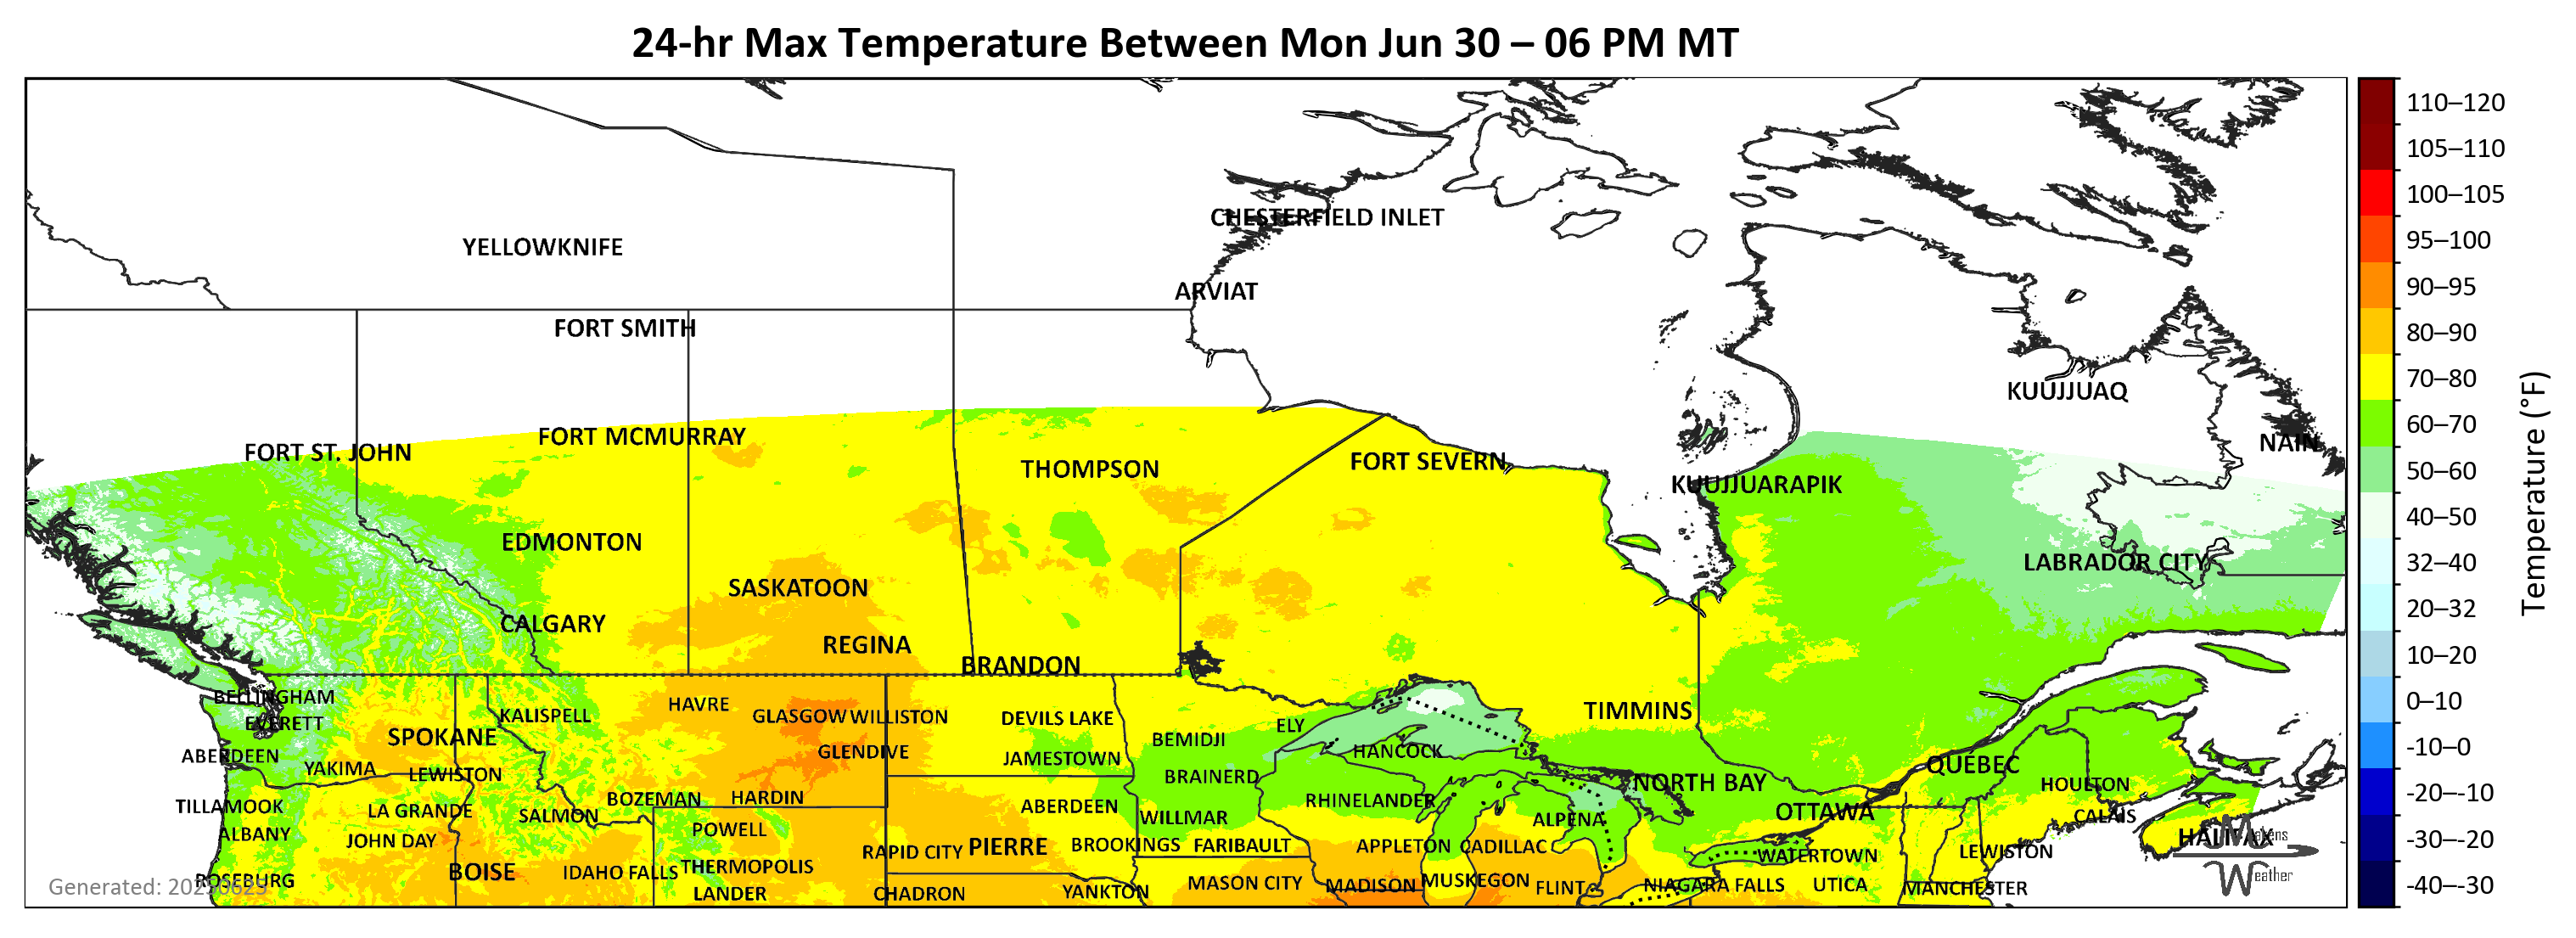 24-hr Max Temperature Between Mon Jun 30 – 06 PM MT
110–120
105–110
CHESTERFIELD INLET
100–105
YELLOWKNIFE
95–100
ARVIAT
90–95
FORT SMITH
80–90
KUUJJUAQ
70–80
FORT MCMURRAY
60–70
FORT ST. JOHN
NAIN
THOMPSON
FORT SEVERN
50–60
KUUJJUARAPIK
40–50
EDMONTON
LABRADOR CITY
32–40
SASKATOON
20–32
CALGARY
REGINA
10–20
BRANDON
BELLINGHAM
HAVRE
0–10
KALISPELL
GLASGOW WILLISTON
DEVILS LAKE
TIMMINS
EVERETT
ELY
SPOKANE
BEMIDJI
-10–0
ABERDEEN
GLENDIVE
JAMESTOWN
HANCOCK
YAKIMA
LEWISTON
BRAINERD
QUEBEC
NORTH BAY
HOULTON
-20–-10
TILLAMOOK
LA GRANDE
SALMON
BOZEMAN
HARDIN
ABERDEEN
WILLMAR
RHINELANDER
ALPENA
OTTAWA
CALAIS
ALBANY
JOHN DAY
POWELL
HALIFAX
Makens
-30–-20
BOISE
IDAHO FALLS
THERMOPOLIS
RAPID CITY
PIERRE
BROOKINGS
FARIBAULT
APPLETON
CADILLAC
WATERTOWN
LEWISTON
Weather
ROSEBURG
Generated: 20250625
LANDER
CHADRON
YANKTON
MASON CITY
MADISON
MUSKEGON
FLINT
NIAGARA FALLS
UTICA
MANCHESTER
-40–-30
Temperature (°F)